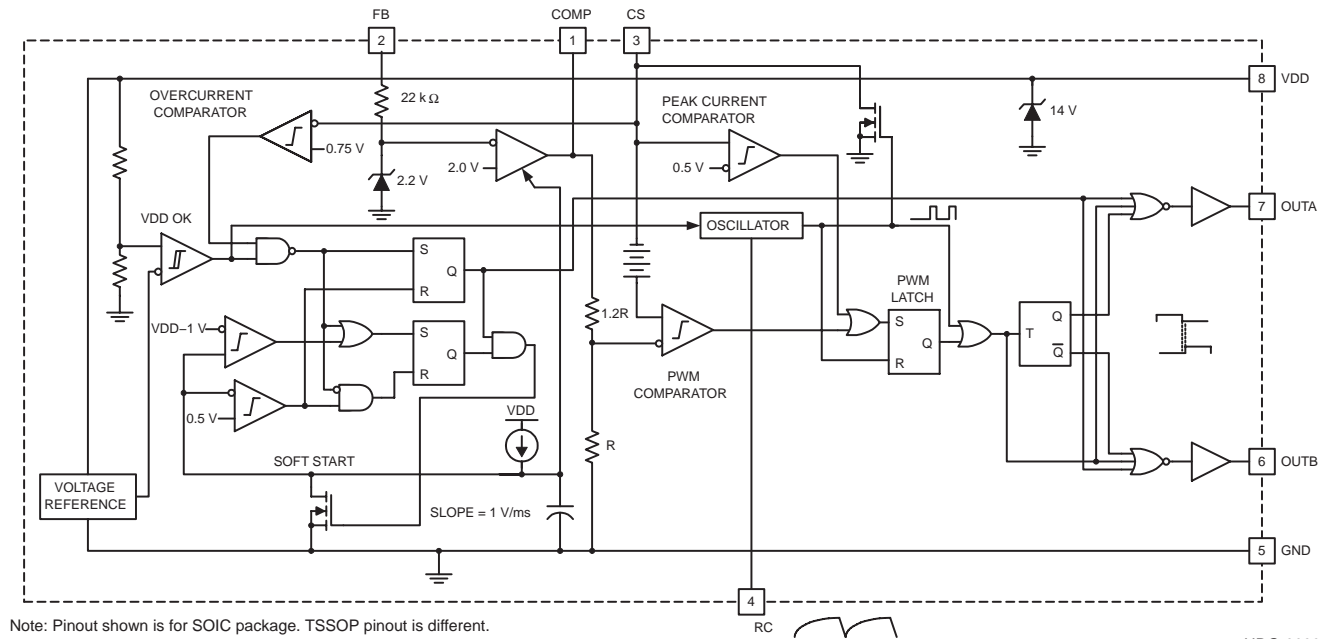 FB
COMP
CS
2
1
3
8
VDD
OVERCURRENT
COMPARATOR
22 kΩ
PEAK CURRENT
COMPARATOR
14 V
0.75 V
2.2 V
2.0 V
0.5 V
VDD OK
OSCILLATOR
7
OUTA
S
Q
R
PWM
LATCH
1.2R
S
Q
R
T
Q
Q̅
VDD−1 V
S
Q
R
PWM
COMPARATOR
0.5 V
VDD
R
SOFT START
6
OUTB
VOLTAGE
REFERENCE
SLOPE = 1 V/ms
5
GND
4
RC
Note: Pinout shown is for SOIC package. TSSOP pinout is different.